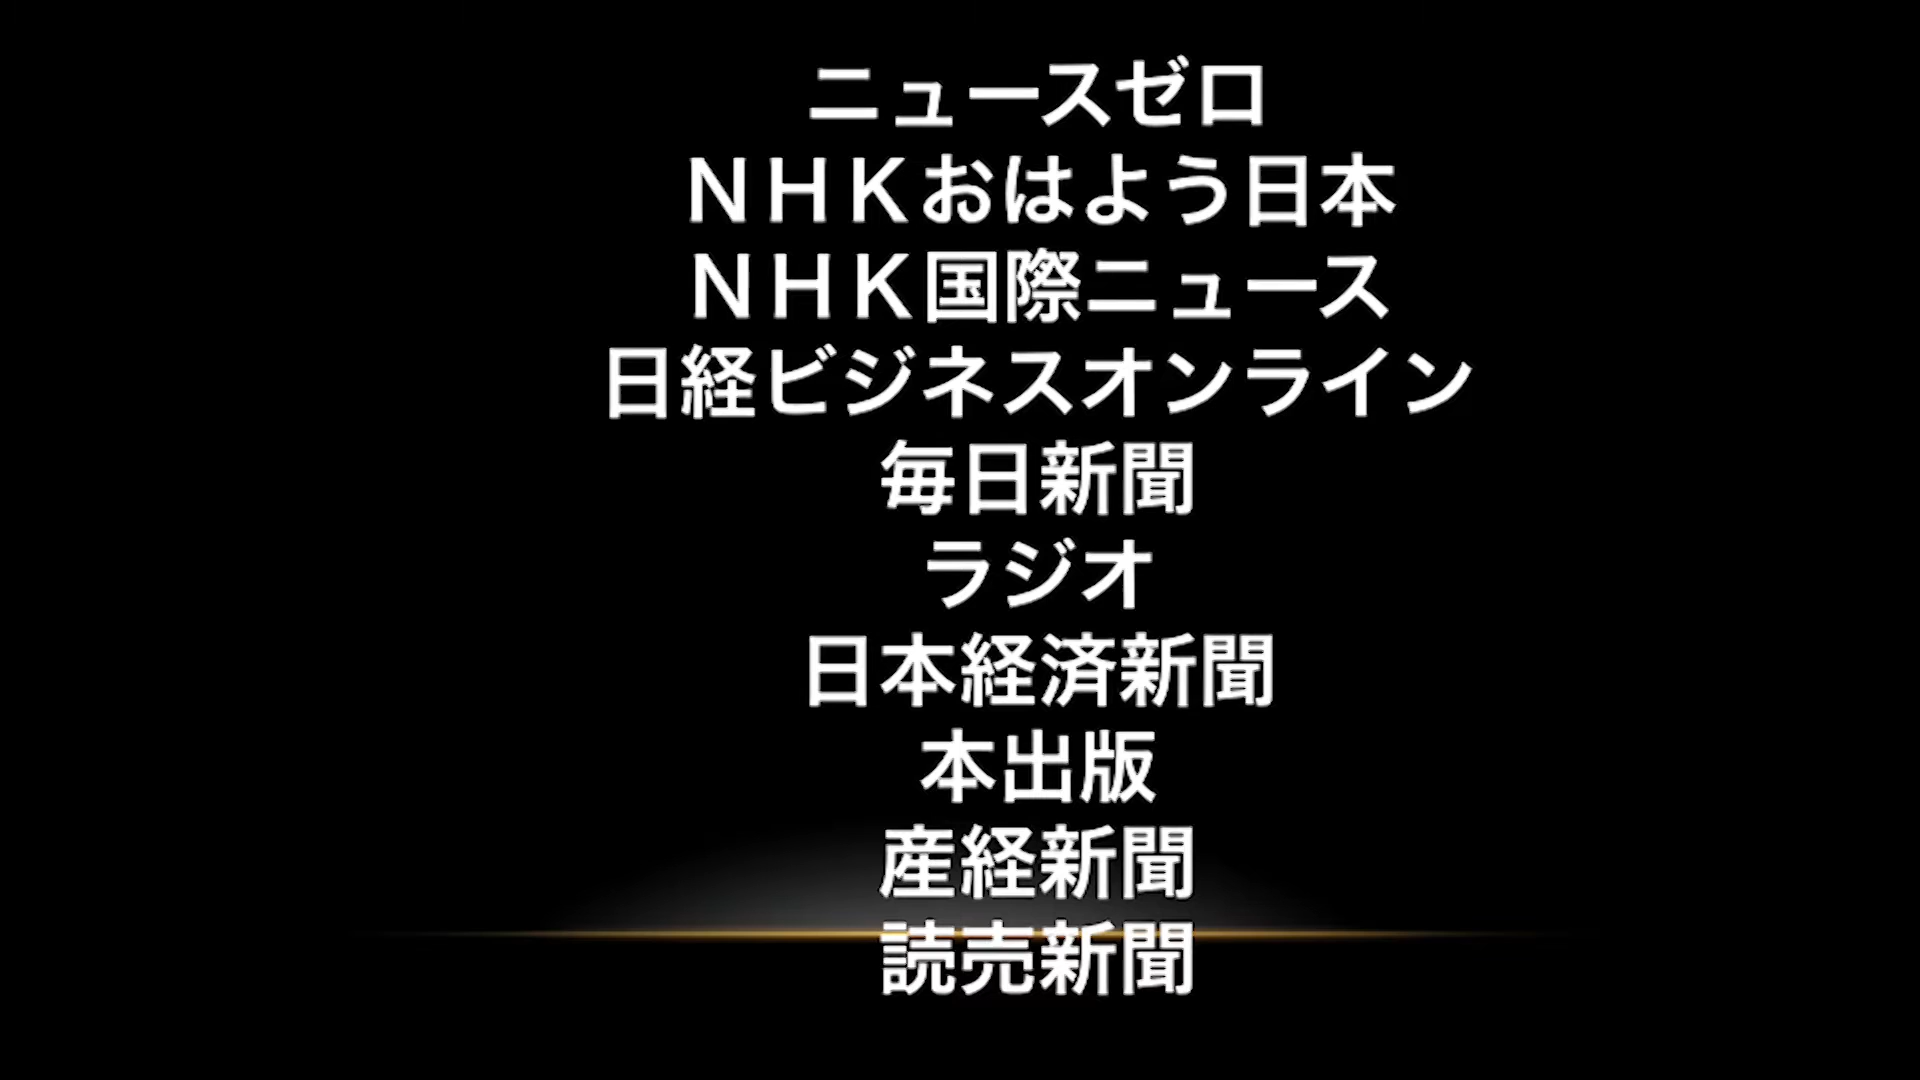 ニュースゼロ
ＮＨＫおはよう日本
ＮＨＫ国際ニュース
日経ビジネスオンライン
毎日新聞
ラジオ
日本経済新聞
本出版
産経新聞
読売新聞